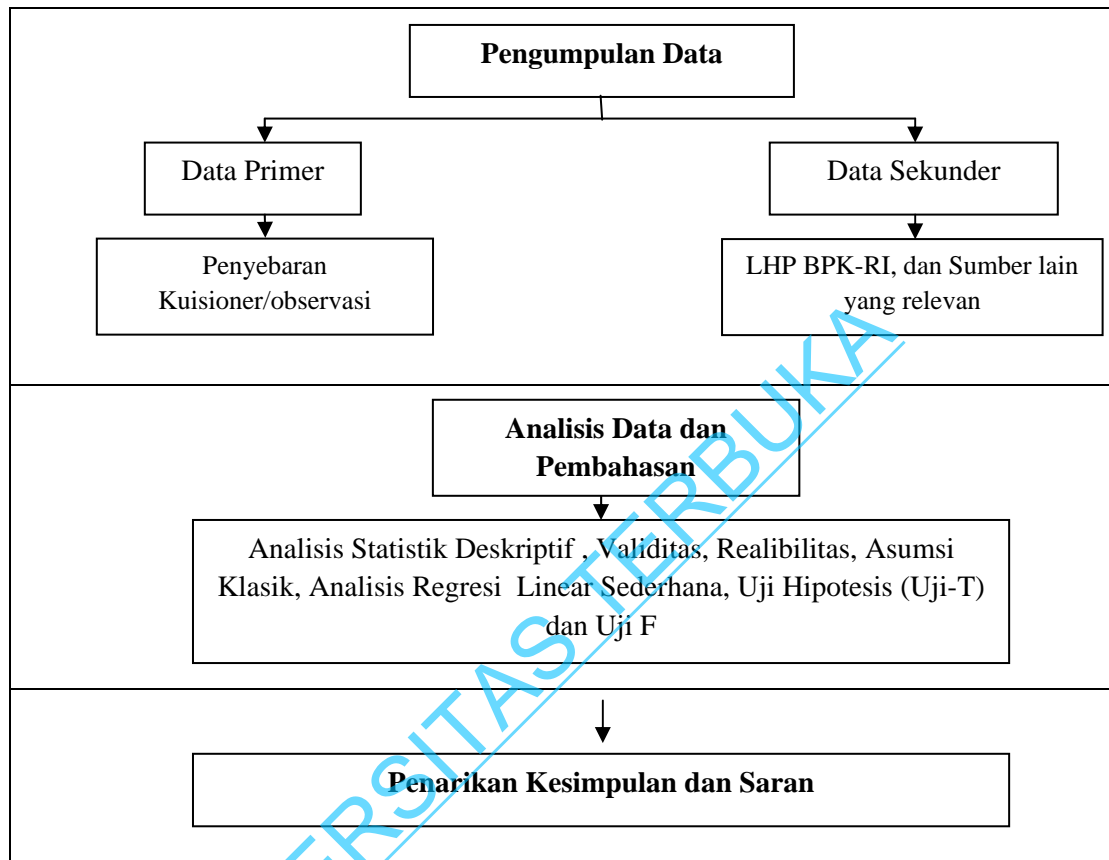 Pengumpulan Data
Data Primer
Data Sekunder
Penyebaran
Kuisioner/observasi
LHP BPK-RI, dan Sumber lain
yang relevan
Analisis Data dan
Pembahasan
Analisis Statistik Deskriptif , Validitas, Realibilitas, Asumsi
Klasik, Analisis Regresi Linear Sederhana, Uji Hipotesis (Uji-T)
dan Uji F
Penarikan Kesimpulan dan Saran
ERSITAS TERBUKA